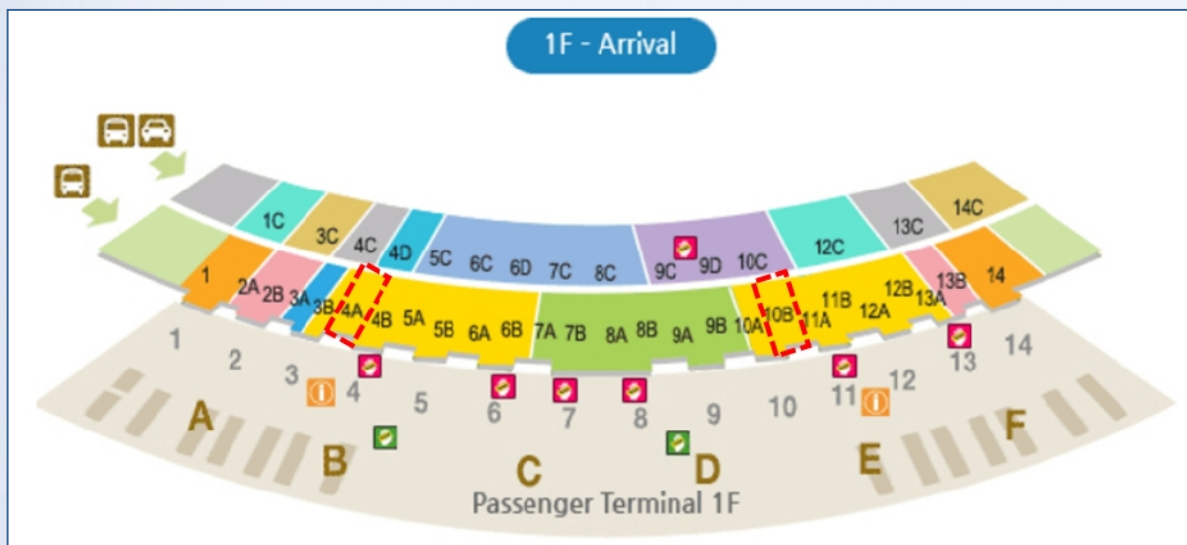 1F - Arrival
1C 3C 4C 4D 5C 6C 6D 7C 8C 9C 9D 10C 12C 13C 14C
1 2A 2B 3A 3B 4A 4B 5A 5B 6A 6B 7A 7B 8A 8B 9A 9B 10A 10B 11A 11B 12A 12B 13A 13B 14
1 2 3 4 5 6 7 8 9 10 11 12 13 14
i i
A B C D E F
Passenger Terminal 1F